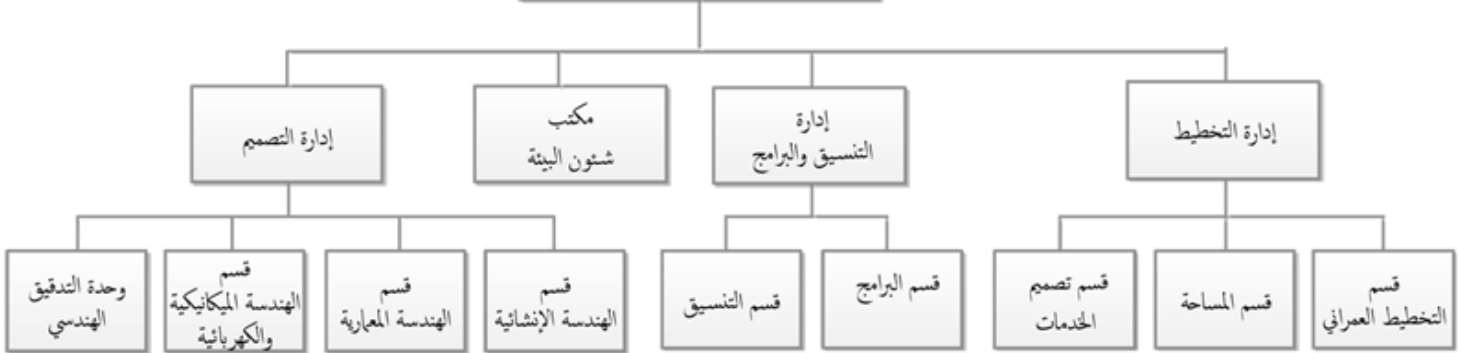 إدارة التخطيط
إدارة
التنسيق والبرامج
مكتب
شئون البيئة
إدارة التصميم
قسم
التخطيط العمراني
قسم المساحة
قسم تصميم
الخدمات
قسم البرامج
قسم التنسيق
قسم
الهندسة الإنشائية
قسم
الهندسة المعمارية
قسم
الهندسة الميكانيكية
والكهربائية
وحدة التدقيق
الهندسي